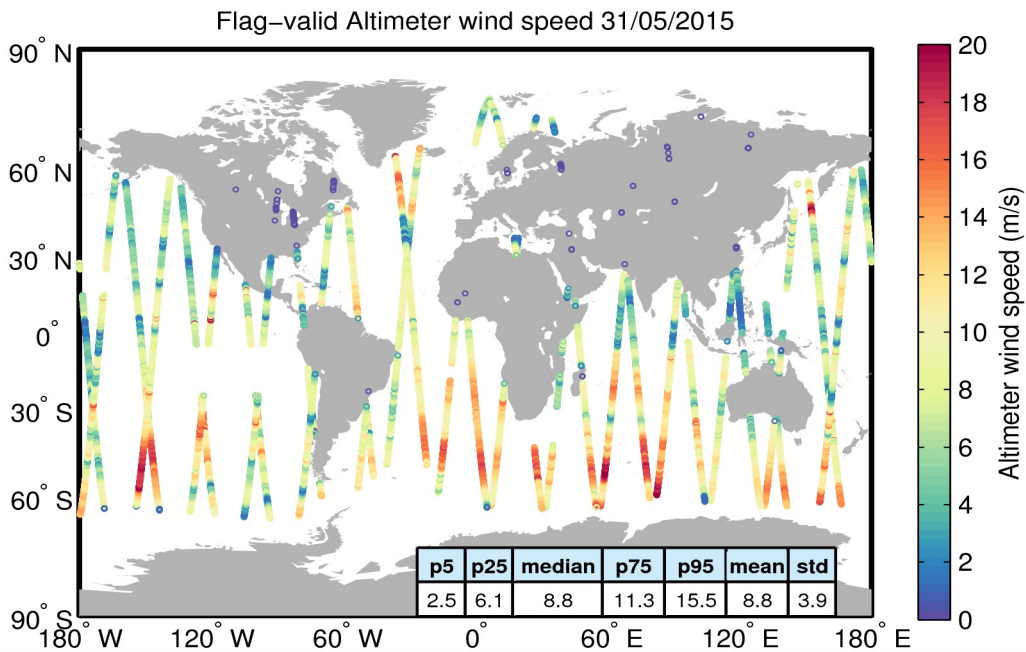 Flag−valid Altimeter wind speed 31/05/2015
90° N
60° N
30° N
0°
30° S
60° S
90° S
180° W
120° W
60° W
0°
60° E
120° E
180° E
p5 p25 median p75 p95 mean std
2.5 6.1 8.8 11.3 15.5 8.8 3.9
20
18
16
14
12
10
8
6
4
2
0
Altimeter wind speed (m/s)